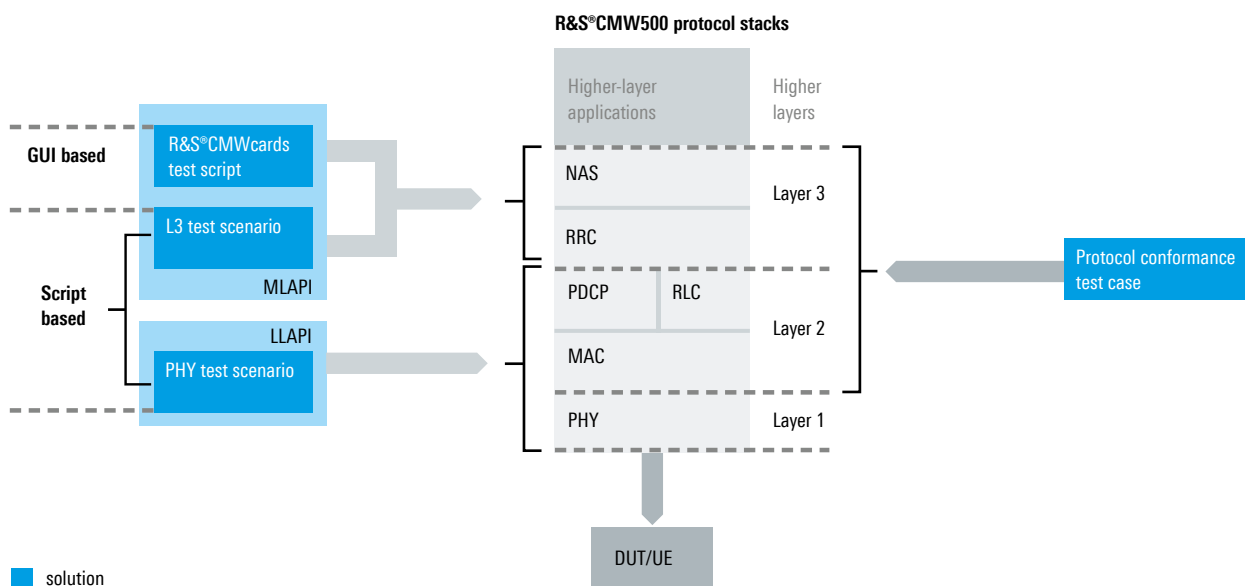 R&S®CMW500 protocol stacks
Higher-layer
applications
Higher
layers
GUI based
R&S®CMWcards
test script
L3 test scenario
MLAPI
Script
based
LLAPI
PHY test scenario
NAS
RRC
Layer 3
PDCP
RLC
MAC
Layer 2
PHY
Layer 1
Protocol conformance
test case
DUT/UE
solution